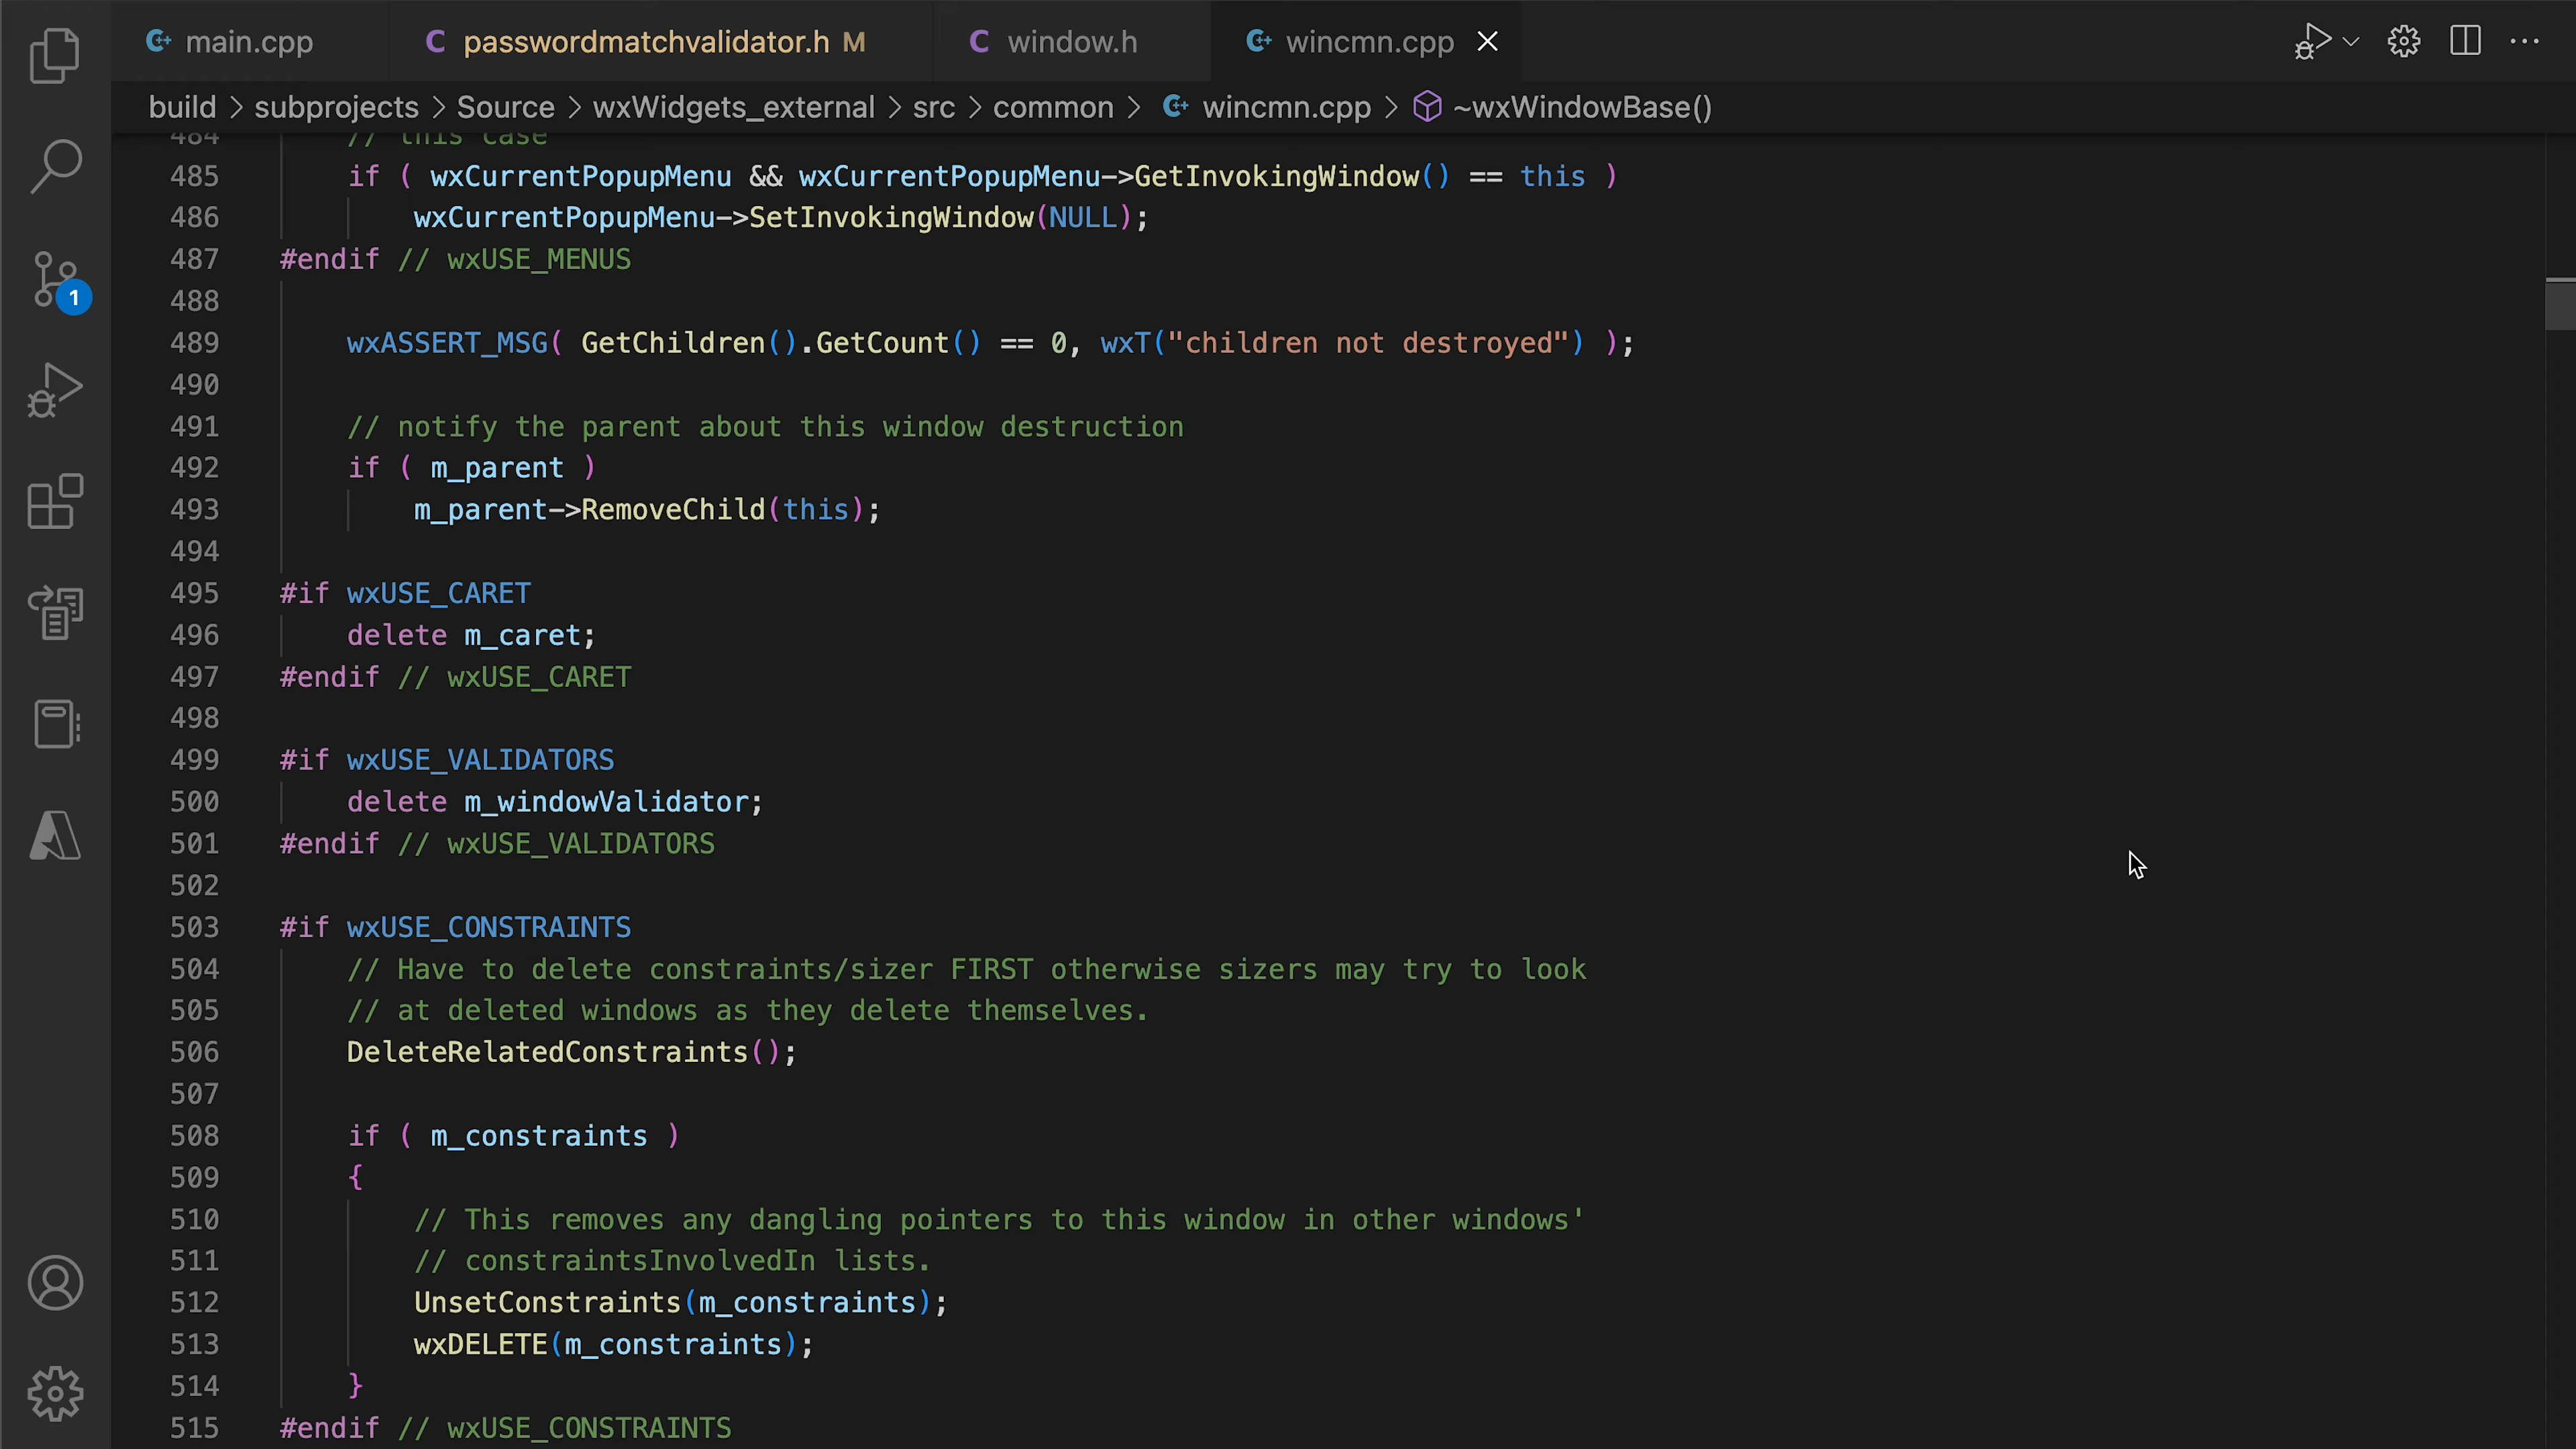 main.cpp
passwordmatchvalidator.h M
window.h
wincmn.cpp
build > subprojects > Source > wxWidgets_external > src > common > wincmn.cpp > ~wxWindowBase()
484 // this case
485 if ( wxCurrentPopupMenu && wxCurrentPopupMenu->GetInvokingWindow() == this )
486 wxCurrentPopupMenu->SetInvokingWindow(NULL);
487 #endif // wxUSE_MENUS
488
489 wxASSERT_MSG( GetChildren().GetCount() == 0, wxT("children not destroyed") );
490
491 // notify the parent about this window destruction
492 if ( m_parent )
493 m_parent->RemoveChild(this);
494
495 #if wxUSE_CARET
496 delete m_caret;
497 #endif // wxUSE_CARET
498
499 #if wxUSE_VALIDATORS
500 delete m_windowValidator;
501 #endif // wxUSE_VALIDATORS
502
503 #if wxUSE_CONSTRAINTS
504 // Have to delete constraints/sizer FIRST otherwise sizers may try to look
505 // at deleted windows as they delete themselves.
506 DeleteRelatedConstraints();
507
508 if ( m_constraints )
509 {
510 // This removes any dangling pointers to this window in other windows'
511 // constraintsInvolvedIn lists.
512 UnsetConstraints(m_constraints);
513 wxDELETE(m_constraints);
514 }
515 #endif // wxUSE_CONSTRAINTS
1